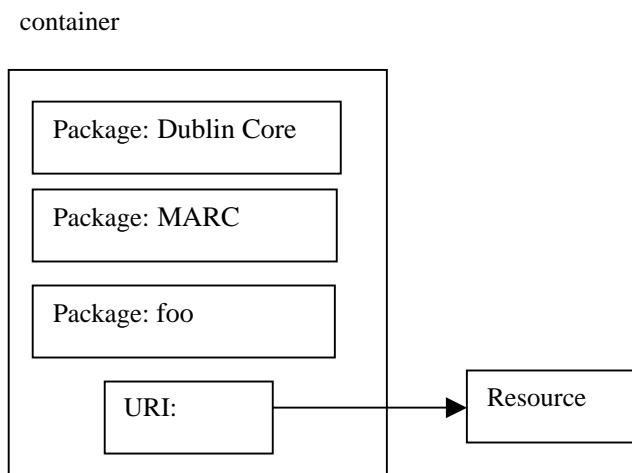 container
Package: Dublin Core
Package: MARC
Package: foo
URI:
Resource